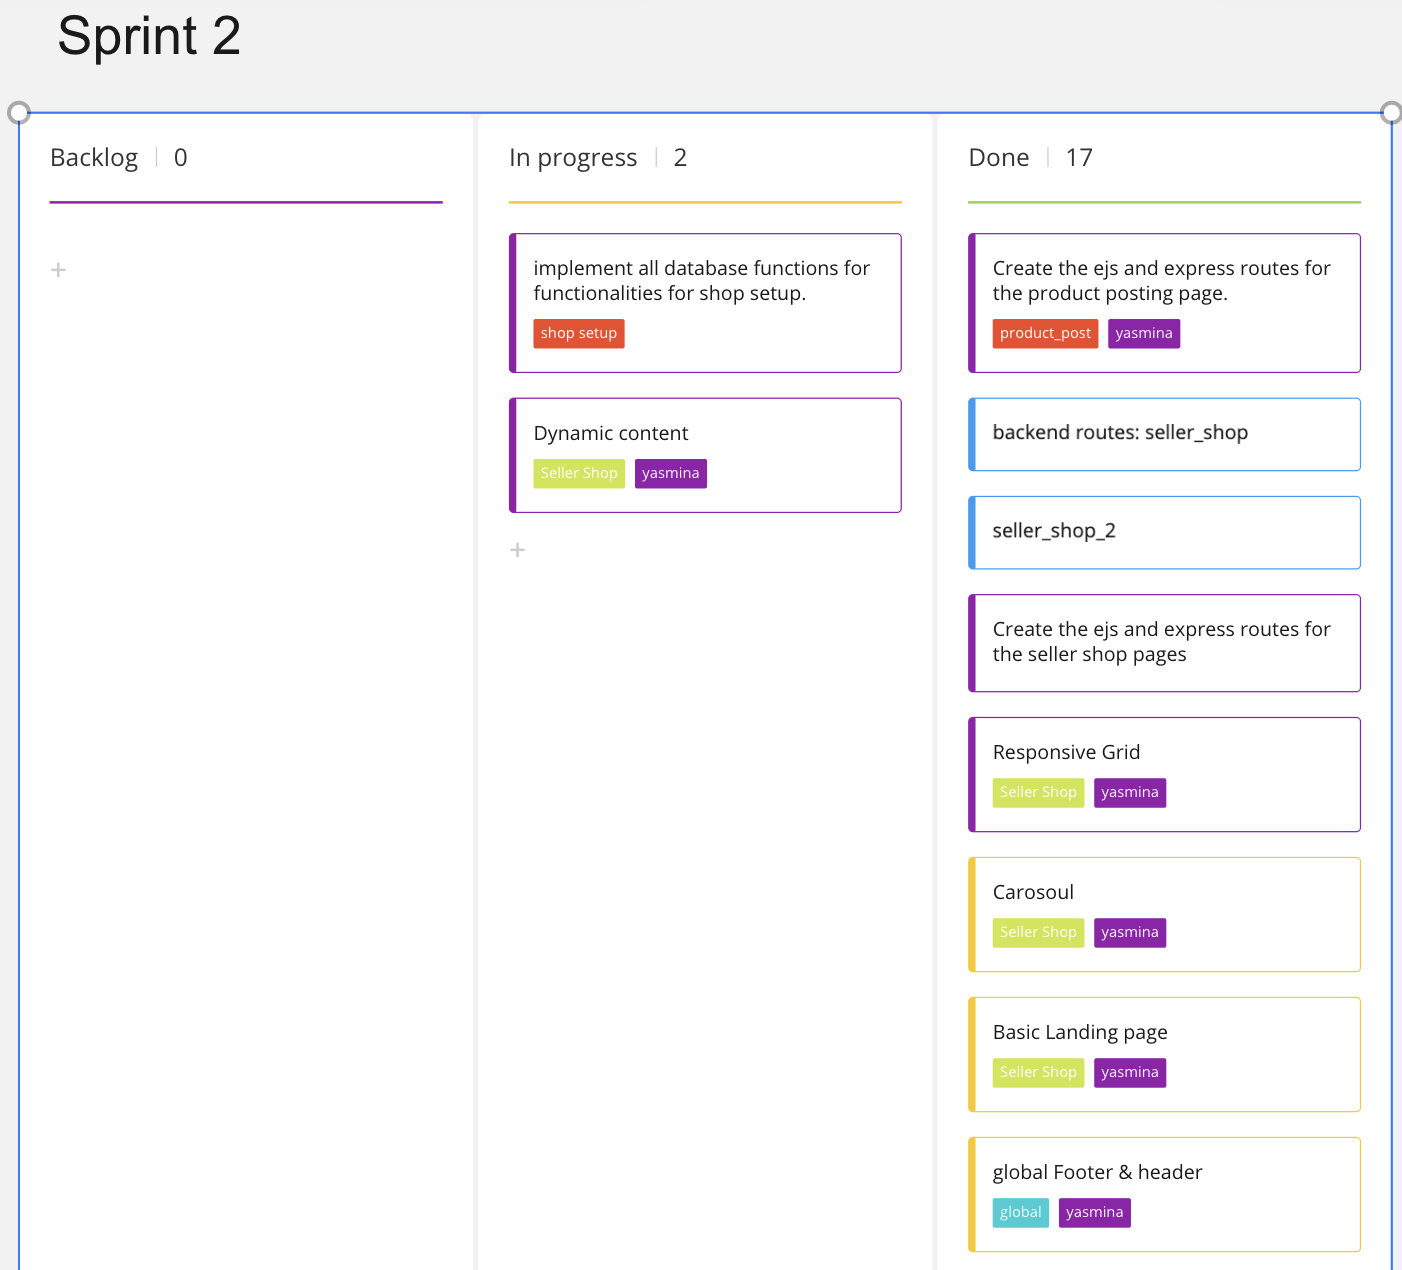 Sprint 2
Backlog 0
+
In progress 2
implement all database functions for
functionalities for shop setup.
shop setup
Dynamic content
Seller Shop yasmina
+
Done 17
Create the ejs and express routes for
the product posting page.
product_post yasmina
backend routes: seller_shop
seller_shop_2
Create the ejs and express routes for
the seller shop pages
Responsive Grid
Seller Shop yasmina
Carosoul
Seller Shop yasmina
Basic Landing page
Seller Shop yasmina
global Footer & header
global yasmina